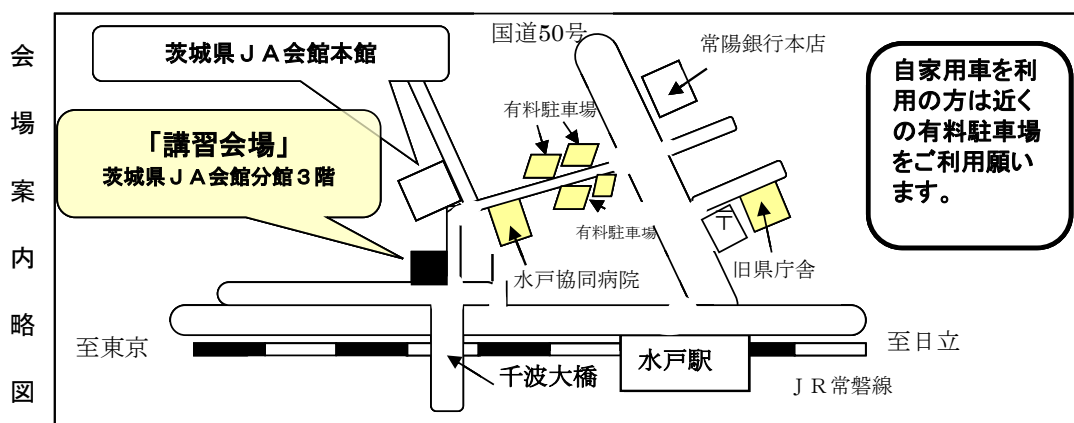 会場案内略図
国道50号
常陽銀行本店
茨城県ＪＡ会館本館
自家用車を利
用の方は近く
の有料駐車場
をご利用願い
ます。
有料駐車場
「講習会場」
茨城県ＪＡ会館分館３階
有料駐車場
〒
水戸協同病院
旧県庁舎
至東京
至日立
水戸駅
千波大橋
ＪＲ常磐線